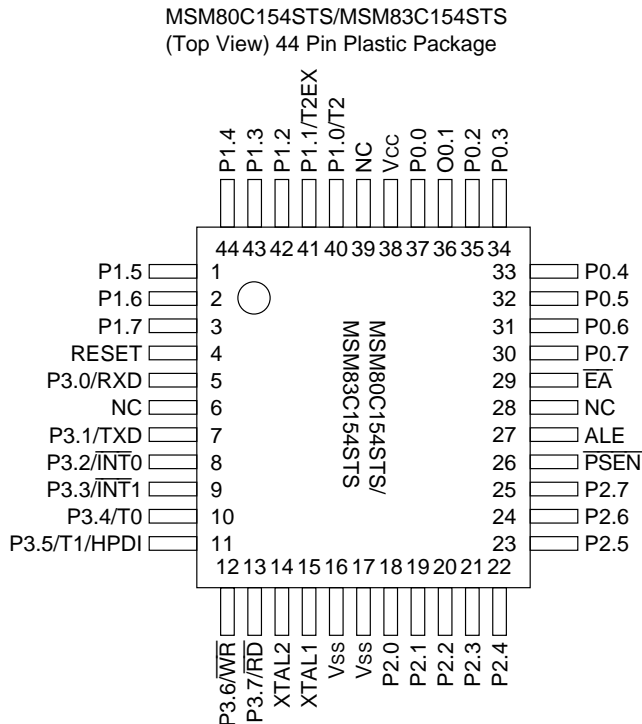 MSM80C154STS/MSM83C154STS
(Top View) 44 Pin Plastic Package
P1.4
P1.3
P1.2
P1.1/T2EX
P1.0/T2
NC
VCC
P0.0
O0.1
P0.2
P0.3
44 43 42 41 40 39 38 37 36 35 34
P1.5 1
P1.6 2
P1.7 3
RESET 4
P3.0/RXD 5
NC 6
P3.1/TXD 7
P3.2/INT0 8
P3.3/INT1 9
P3.4/T0 10
P3.5/T1/HPDI 11
MSM80C154STS/
MSM83C154STS
33 P0.4
32 P0.5
31 P0.6
30 P0.7
29 EA
28 NC
27 ALE
26 PSEN
25 P2.7
24 P2.6
23 P2.5
12 13 14 15 16 17 18 19 20 21 22
P3.6/WR
P3.7/RD
XTAL2
XTAL1
VSS
VSS
P2.0
P2.1
P2.2
P2.3
P2.4